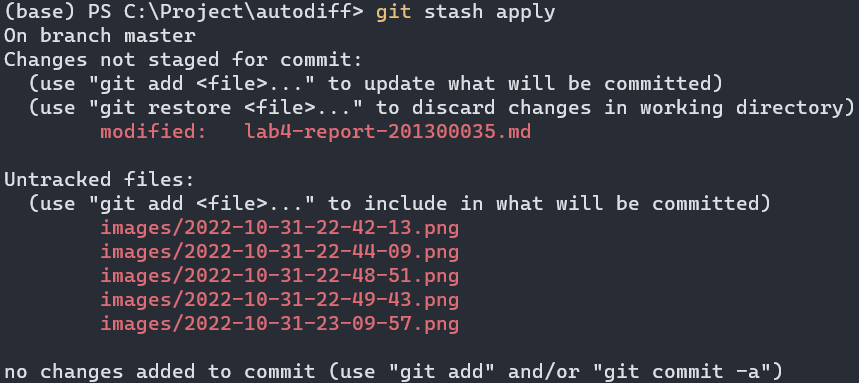 (base) PS C:\Project\autodiff> git stash apply
On branch master
Changes not staged for commit:
  (use "git add <file>..." to update what will be committed)
  (use "git restore <file>..." to discard changes in working directory)
        modified:   lab4-report-201300035.md

Untracked files:
  (use "git add <file>..." to include in what will be committed)
        images/2022-10-31-22-42-13.png
        images/2022-10-31-22-44-09.png
        images/2022-10-31-22-48-51.png
        images/2022-10-31-22-49-43.png
        images/2022-10-31-23-09-57.png

no changes added to commit (use "git add" and/or "git commit -a")